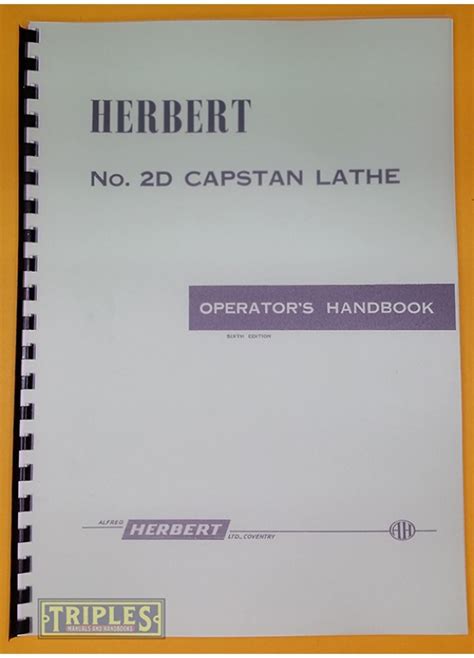 HERBERT
No. 2D CAPSTAN LATHE
OPERATOR'S HANDBOOK
SIXTH EDITION
ALFRED
HERBERT
LTD., COVENTRY
AH
TRIPLES
MANUALS AND HANDBOOKS